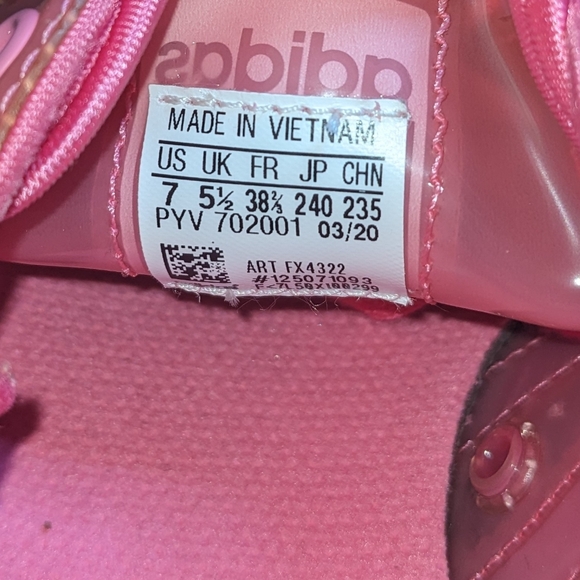 adidas
MADE IN VIETNAM
US UK FR JP CHN
7 5½ 38⅔ 240 235
PYV 702001 03/20
ART FX4322
#125071093